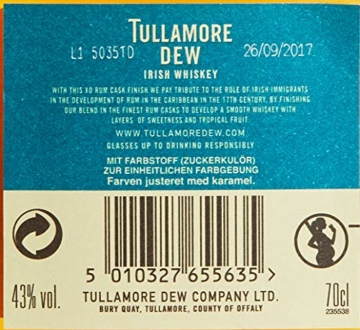 TULLAMORE
DEW
L1 5035TD 26/09/2017
IRISH WHISKEY
WITH THIS XO RUM CASK FINISH WE PAY TRIBUTE TO THE ROLE OF IRISH IMMIGRANTS
IN THE DEVELOPMENT OF RUM IN THE CARIBBEAN IN THE 17TH CENTURY, BY FINISHING
OUR BLEND IN THE FINEST RUM CASKS TO DEVELOP A SMOOTH WHISKEY WITH
LAYERS OF SWEETNESS AND TROPICAL FRUIT.
WWW.TULLAMOREDEW.COM
GLASSES UP TO DRINKING RESPONSIBLY
MIT FARBSTOFF (ZUCKERKULÖR)
ZUR EINHEITLICHEN FARBGEBUNG
Farven justeret med karamel.
5 010327 655635
43% vol.
70cl
235538
TULLAMORE DEW COMPANY LTD.
BURY QUAY, TULLAMORE, COUNTY OF OFFALY